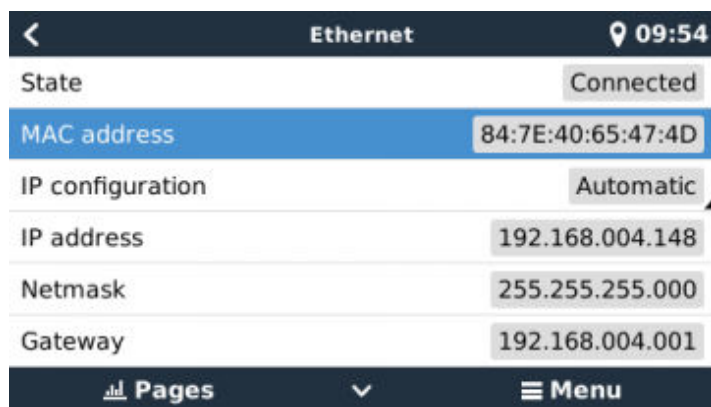 Ethernet 09:54
State Connected
MAC address 84:7E:40:65:47:4D
IP configuration Automatic
IP address 192.168.004.148
Netmask 255.255.255.000
Gateway 192.168.004.001
Pages Menu